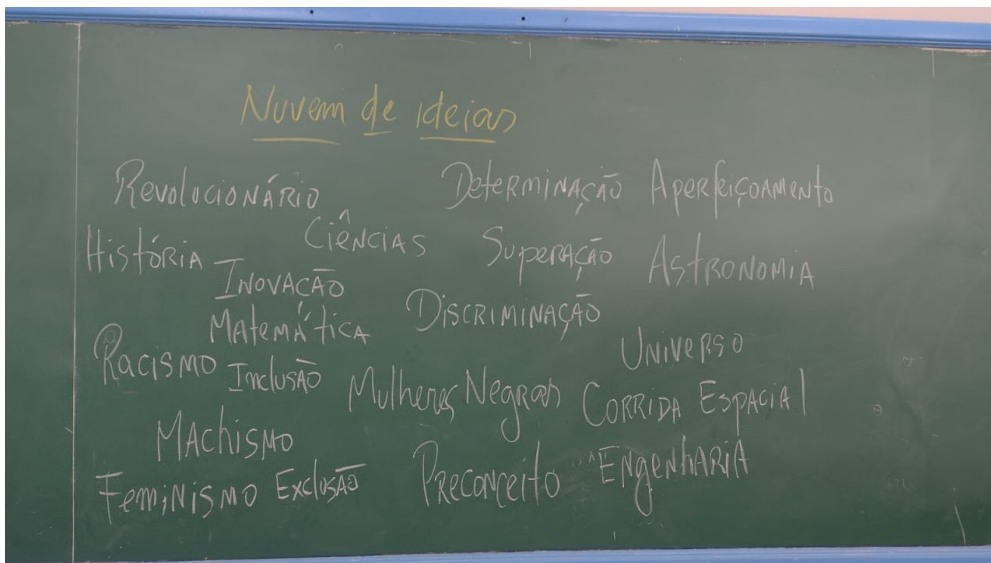 Nuvem de ideias
Revolucionário Determinação Aperfeiçoamento
História Ciências Superação Astronomia
Inovação
Matemática Discriminação
Racismo Inclusão Mulheres Negras Universo
Corrida Espacial
Machismo
Feminismo Exclusão Preconceito Engenharia